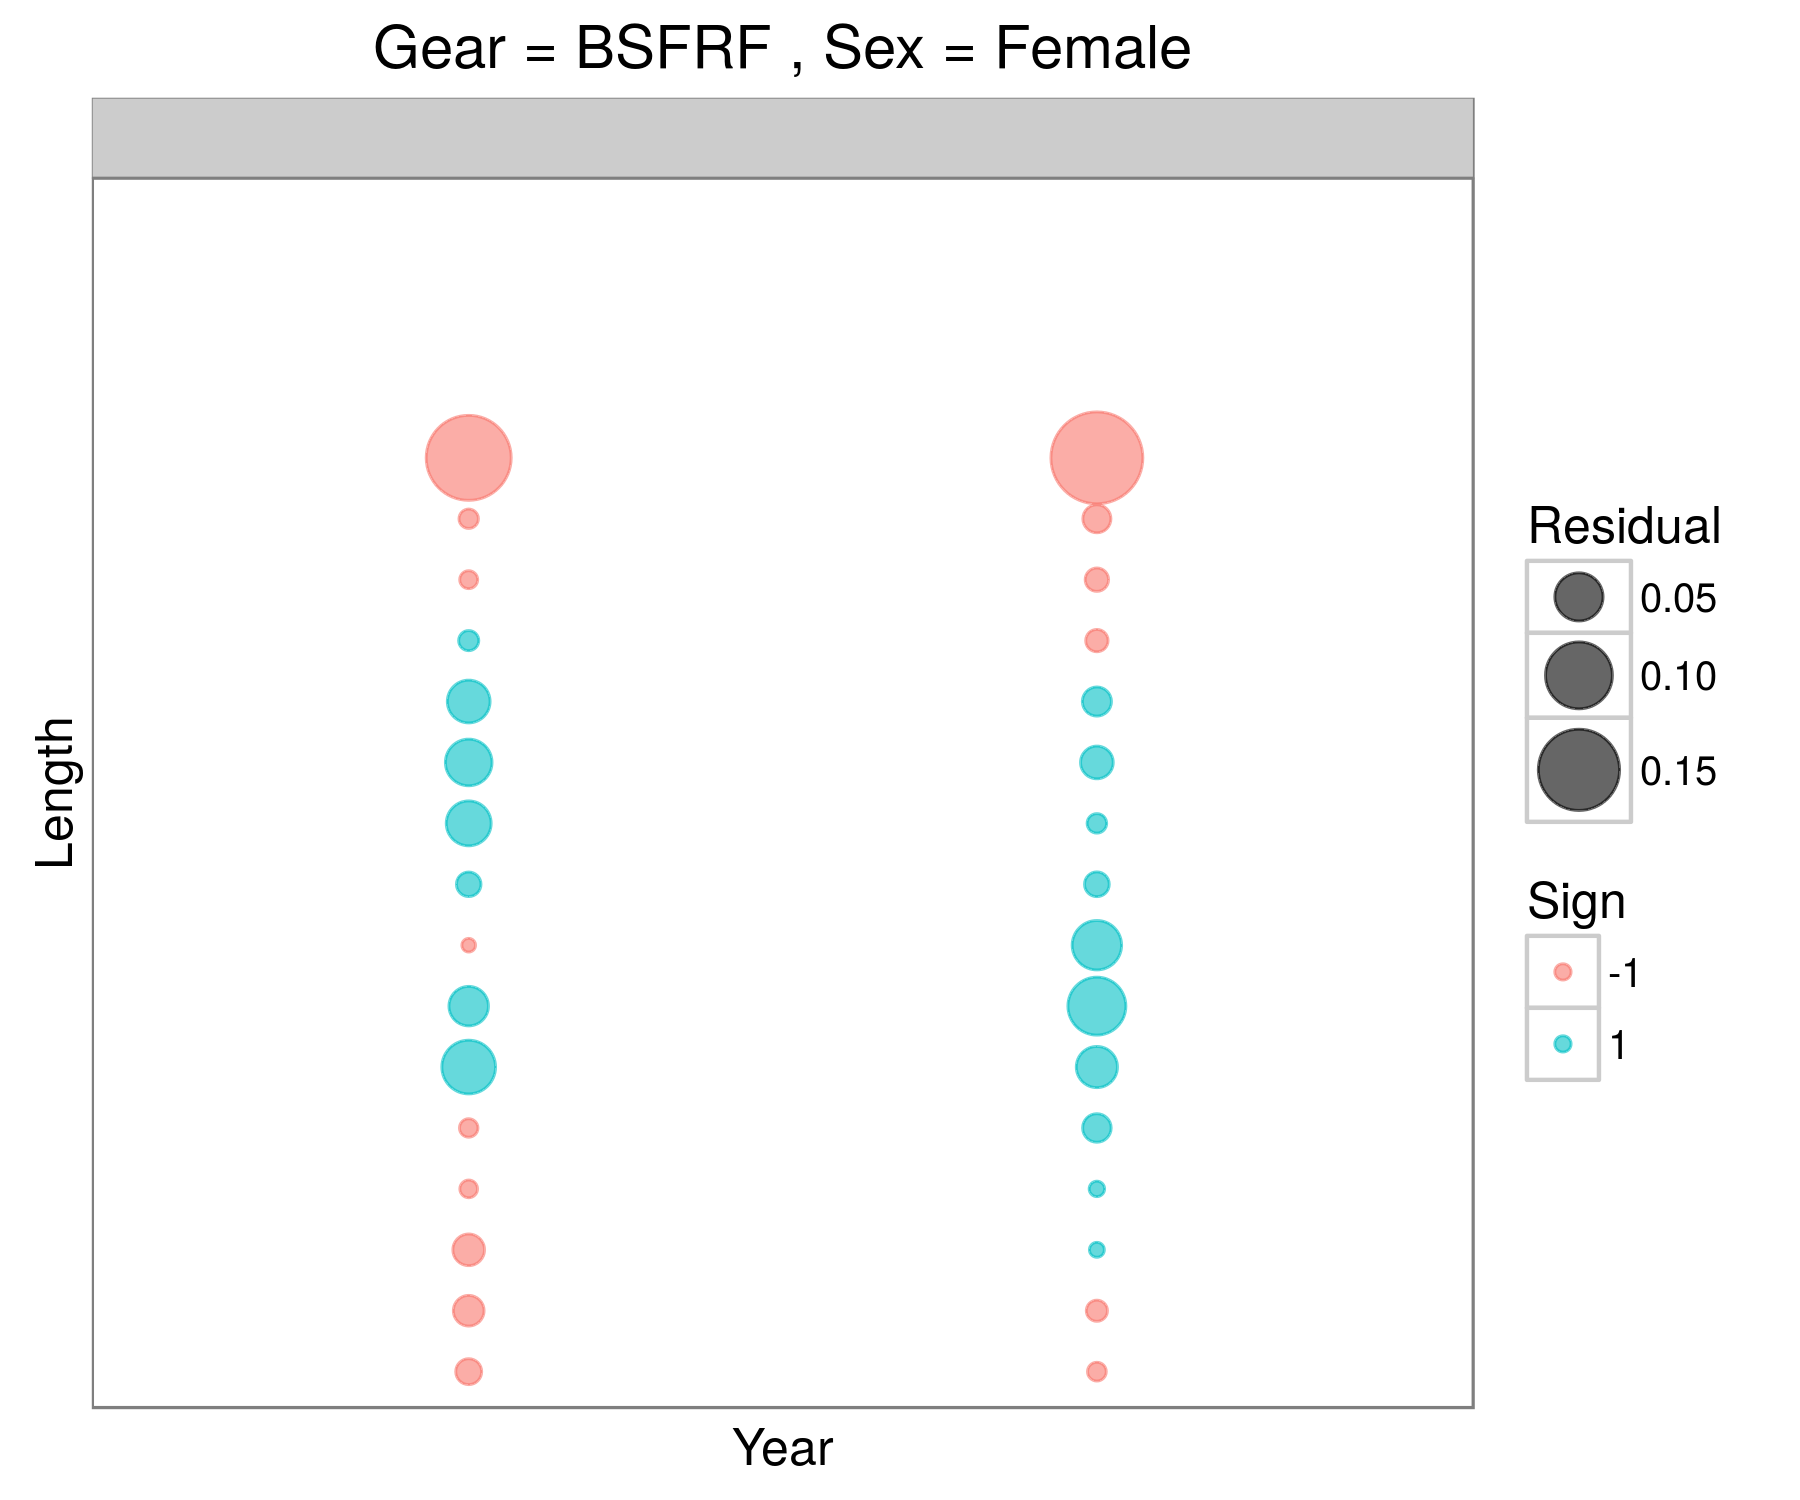 Gear = BSFRF , Sex = Female
Length
Year
Residual
0.05
0.10
0.15
Sign
-1
1